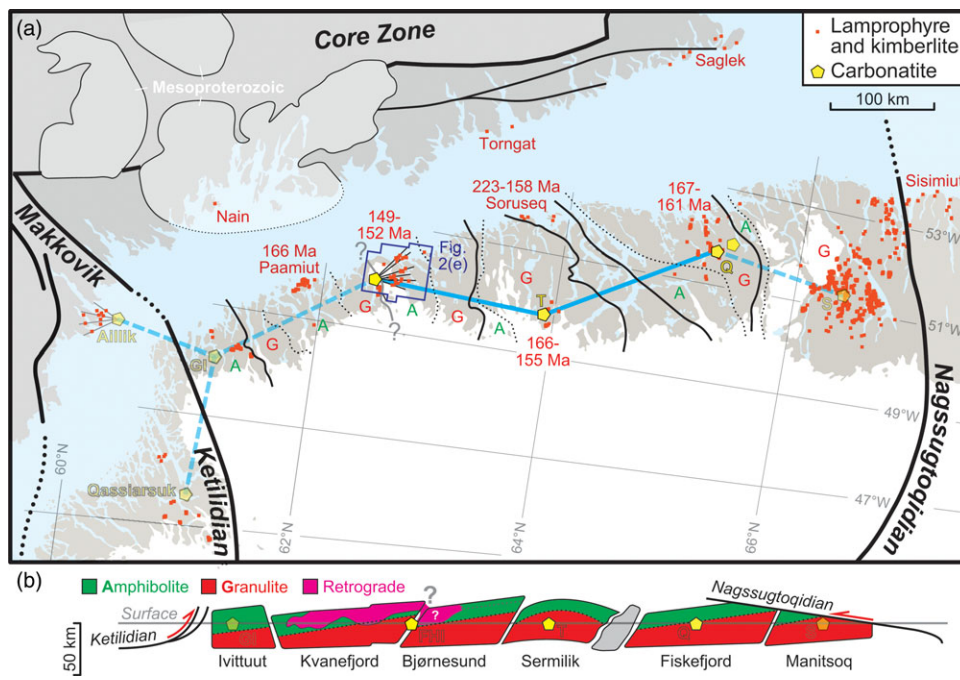 (a)
Core Zone
Lamprophyre
and kimberlite
Carbonatite
100 km
Saglek
Mesoproterozoic
Torngat
Sisimiut
223-158 Ma
Soruseq
167-
161 Ma
53°W
Nain
149-
152 Ma
166 Ma
Paamiut
?
Fig.
2(e)
Makkovik
A
G
G
G
Q
G
S
51°W
A
G
A
G
A
T
A
Aillik
GI
A
?
166-
155 Ma
49°W
Nagssugtoqidian
60°N
Ketilidian
Qassiarsuk
47°W
62°N
64°N
66°N
(b)
Amphibolite
Granulite
Retrograde
?
Nagssugtoqidian
Surface
?
Ketilidian
50 km
GI
PHI
T
Q
S
Ivittuut
Kvanefjord
Bjørnesund
Sermilik
Fiskefjord
Manitsoq